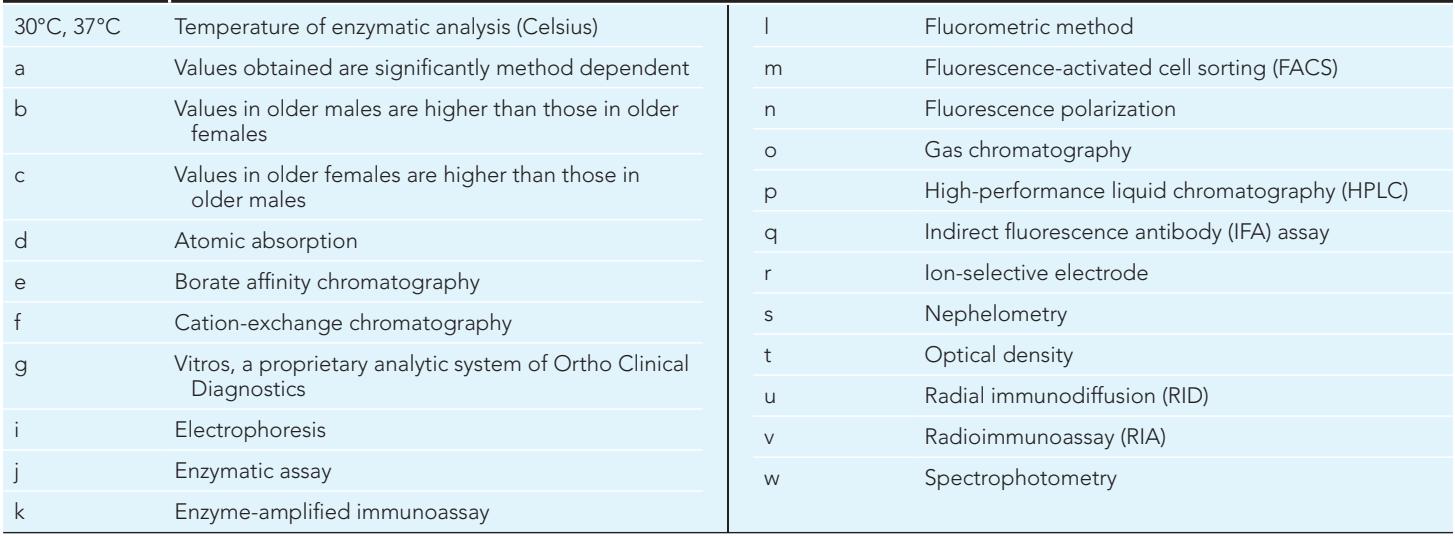 30°C, 37°C Temperature of enzymatic analysis (Celsius)
a Values obtained are significantly method dependent
b Values in older males are higher than those in older
females
c Values in older females are higher than those in
older males
d Atomic absorption
e Borate affinity chromatography
f Cation-exchange chromatography
g Vitros, a proprietary analytic system of Ortho Clinical
Diagnostics
i Electrophoresis
j Enzymatic assay
k Enzyme-amplified immunoassay
l Fluorometric method
m Fluorescence-activated cell sorting (FACS)
n Fluorescence polarization
o Gas chromatography
p High-performance liquid chromatography (HPLC)
q Indirect fluorescence antibody (IFA) assay
r Ion-selective electrode
s Nephelometry
t Optical density
u Radial immunodiffusion (RID)
v Radioimmunoassay (RIA)
w Spectrophotometry